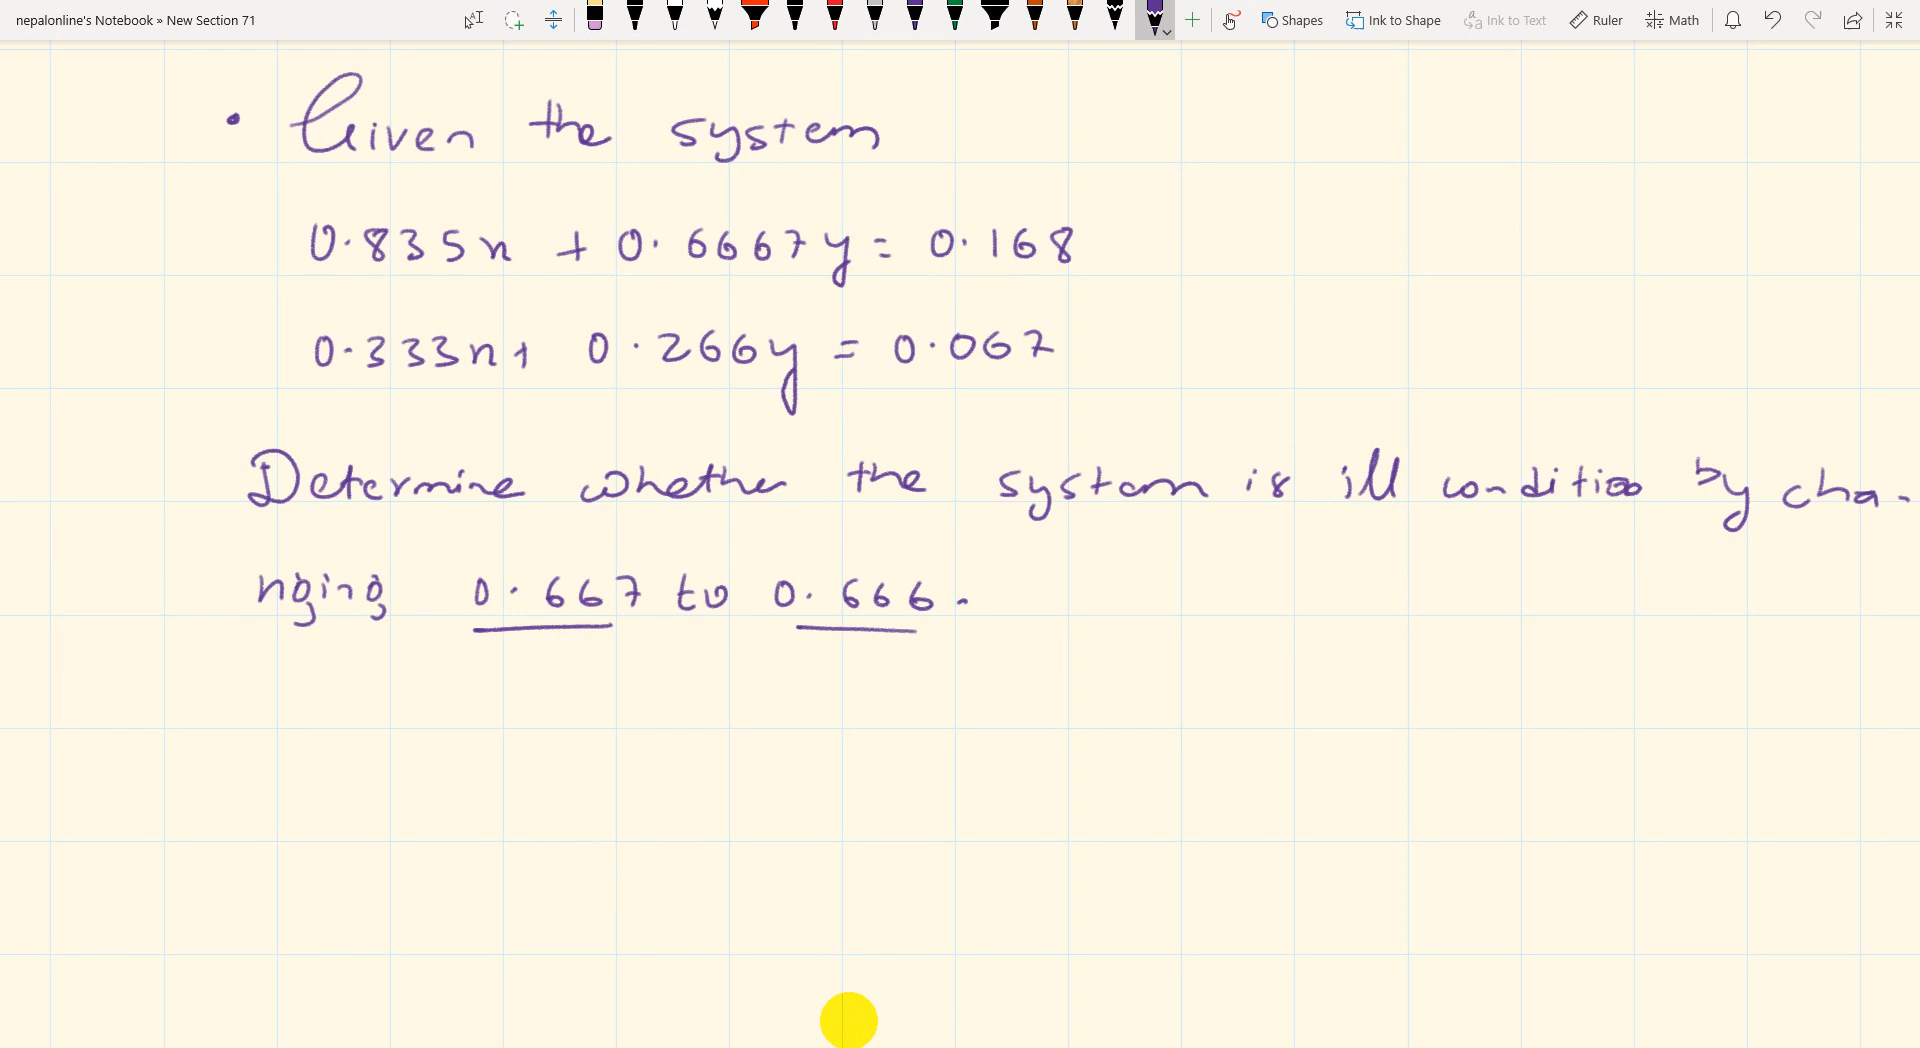 nepalonline's Notebook » New Section 71
Shapes Ink to Shape Ink to Text Ruler Math
• Given the system
0.835x + 0.6667y = 0.168
0.333x + 0.266y = 0.067
Determine whether the system is ill condition by cha-
nging 0.667 to 0.666.